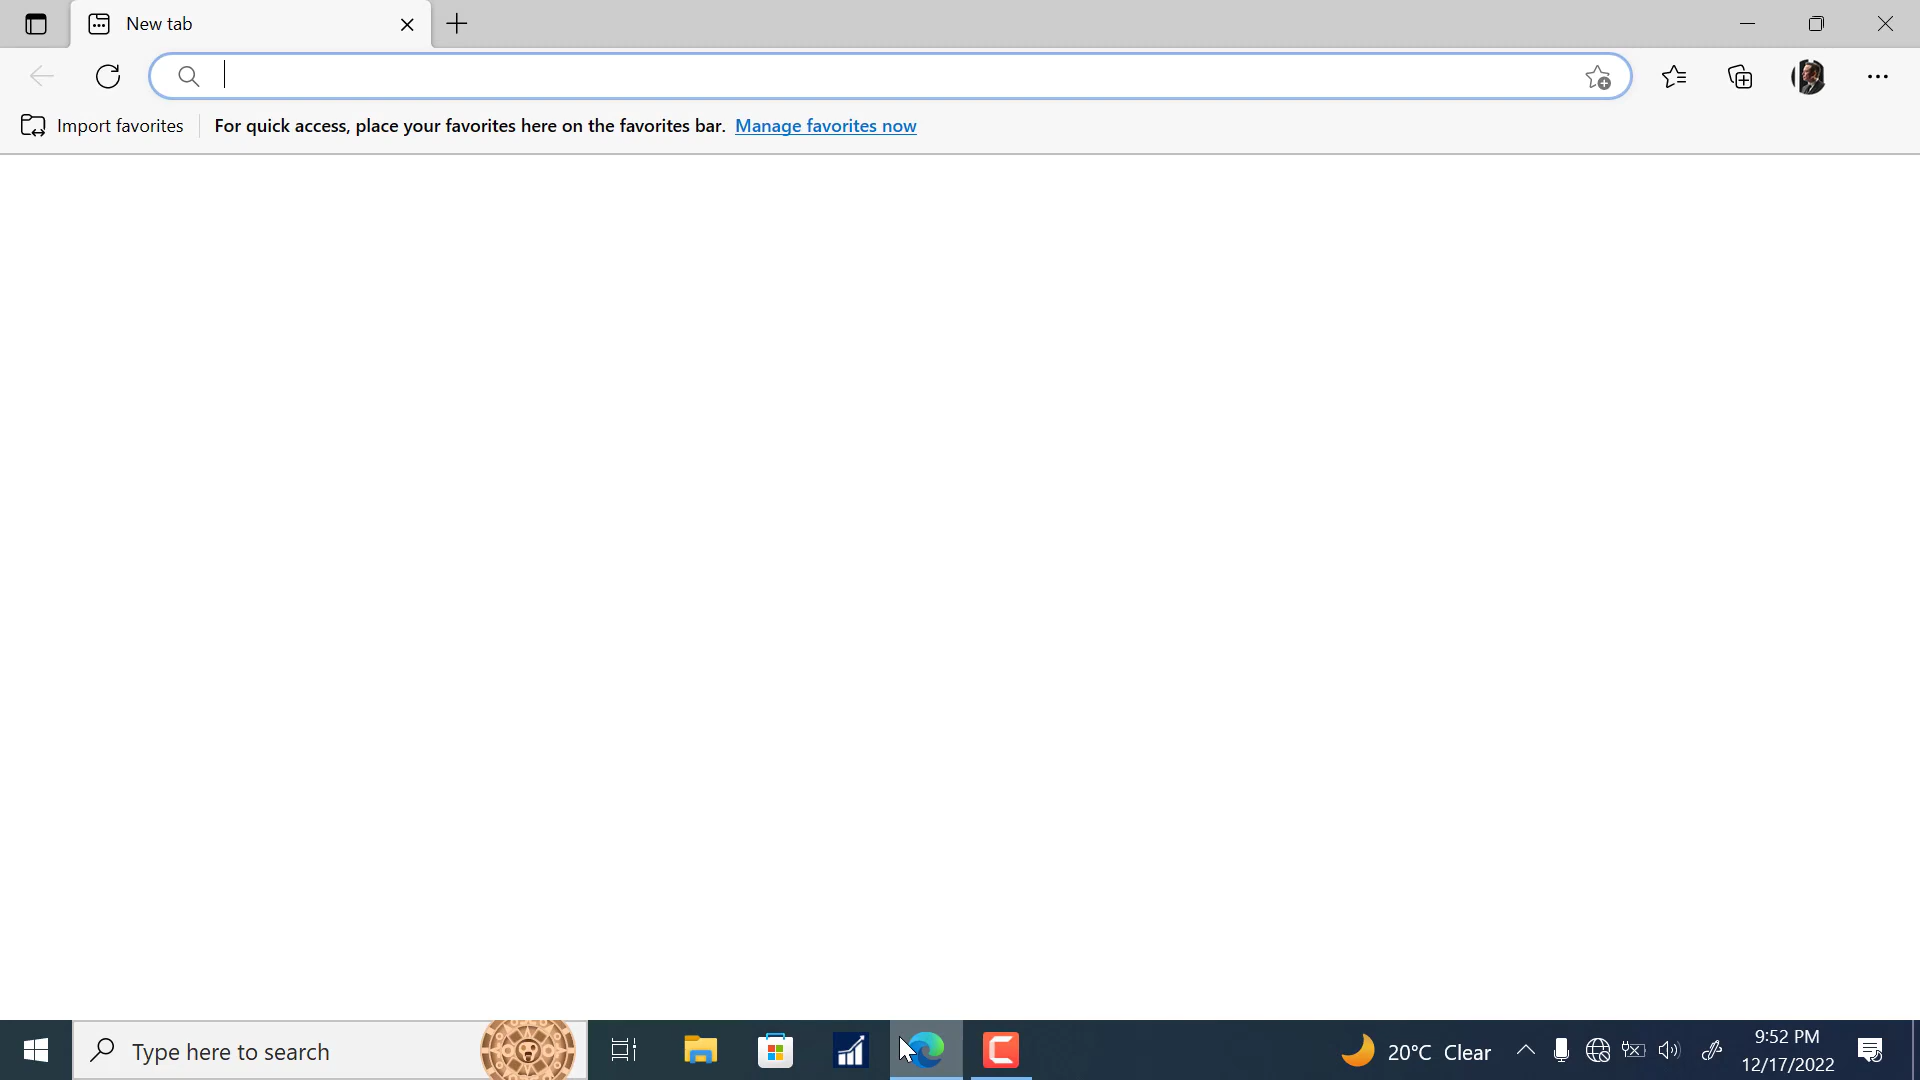 New tab
Import favorites
For quick access, place your favorites here on the favorites bar. Manage favorites now
Type here to search
20°C Clear
9:52 PM
12/17/2022